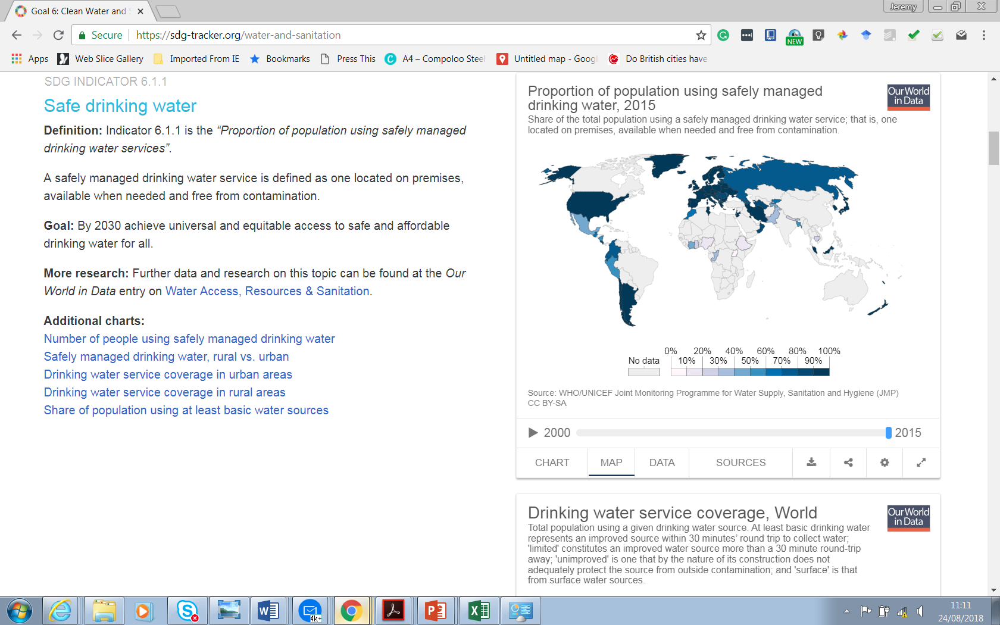 Goal 6: Clean Water and S
Jeremy
Secure
https://sdg-tracker.org/water-and-sanitation
NEW
Apps
Web Slice Gallery
Imported From IE
Bookmarks
Press This
A4 – Compoloo Steel
Untitled map - Googl
Do British cities have
SDG INDICATOR 6.1.1
Safe drinking water
Definition: Indicator 6.1.1 is the “Proportion of population using safely managed
drinking water services”.
A safely managed drinking water service is defined as one located on premises,
available when needed and free from contamination.
Goal: By 2030 achieve universal and equitable access to safe and affordable
drinking water for all.
More research: Further data and research on this topic can be found at the Our
World in Data entry on Water Access, Resources & Sanitation.
Additional charts:
Number of people using safely managed drinking water
Safely managed drinking water, rural vs. urban
Drinking water service coverage in urban areas
Drinking water service coverage in rural areas
Share of population using at least basic water sources
Proportion of population using safely managed
drinking water, 2015
Our World
in Data
Share of the total population using a safely managed drinking water service; that is, one
located on premises, available when needed and free from contamination.
0% 20% 40% 60% 80% 100%
No data 10% 30% 50% 70% 90%
Source: WHO/UNICEF Joint Monitoring Programme for Water Supply, Sanitation and Hygiene (JMP)
CC BY-SA
2000 2015
CHART MAP DATA SOURCES
Drinking water service coverage, World
Our World
in Data
Total population using a given drinking water source. At least basic drinking water
represents an improved source within 30 minutes’ round trip to collect water;
'limited' constitutes an improved water source more than a 30 minute round-trip
away; 'unimproved' is one that by the nature of its construction does not
adequately protect the source from outside contamination; and 'surface' is that
from surface water sources.
4k+
11:11
24/08/2018